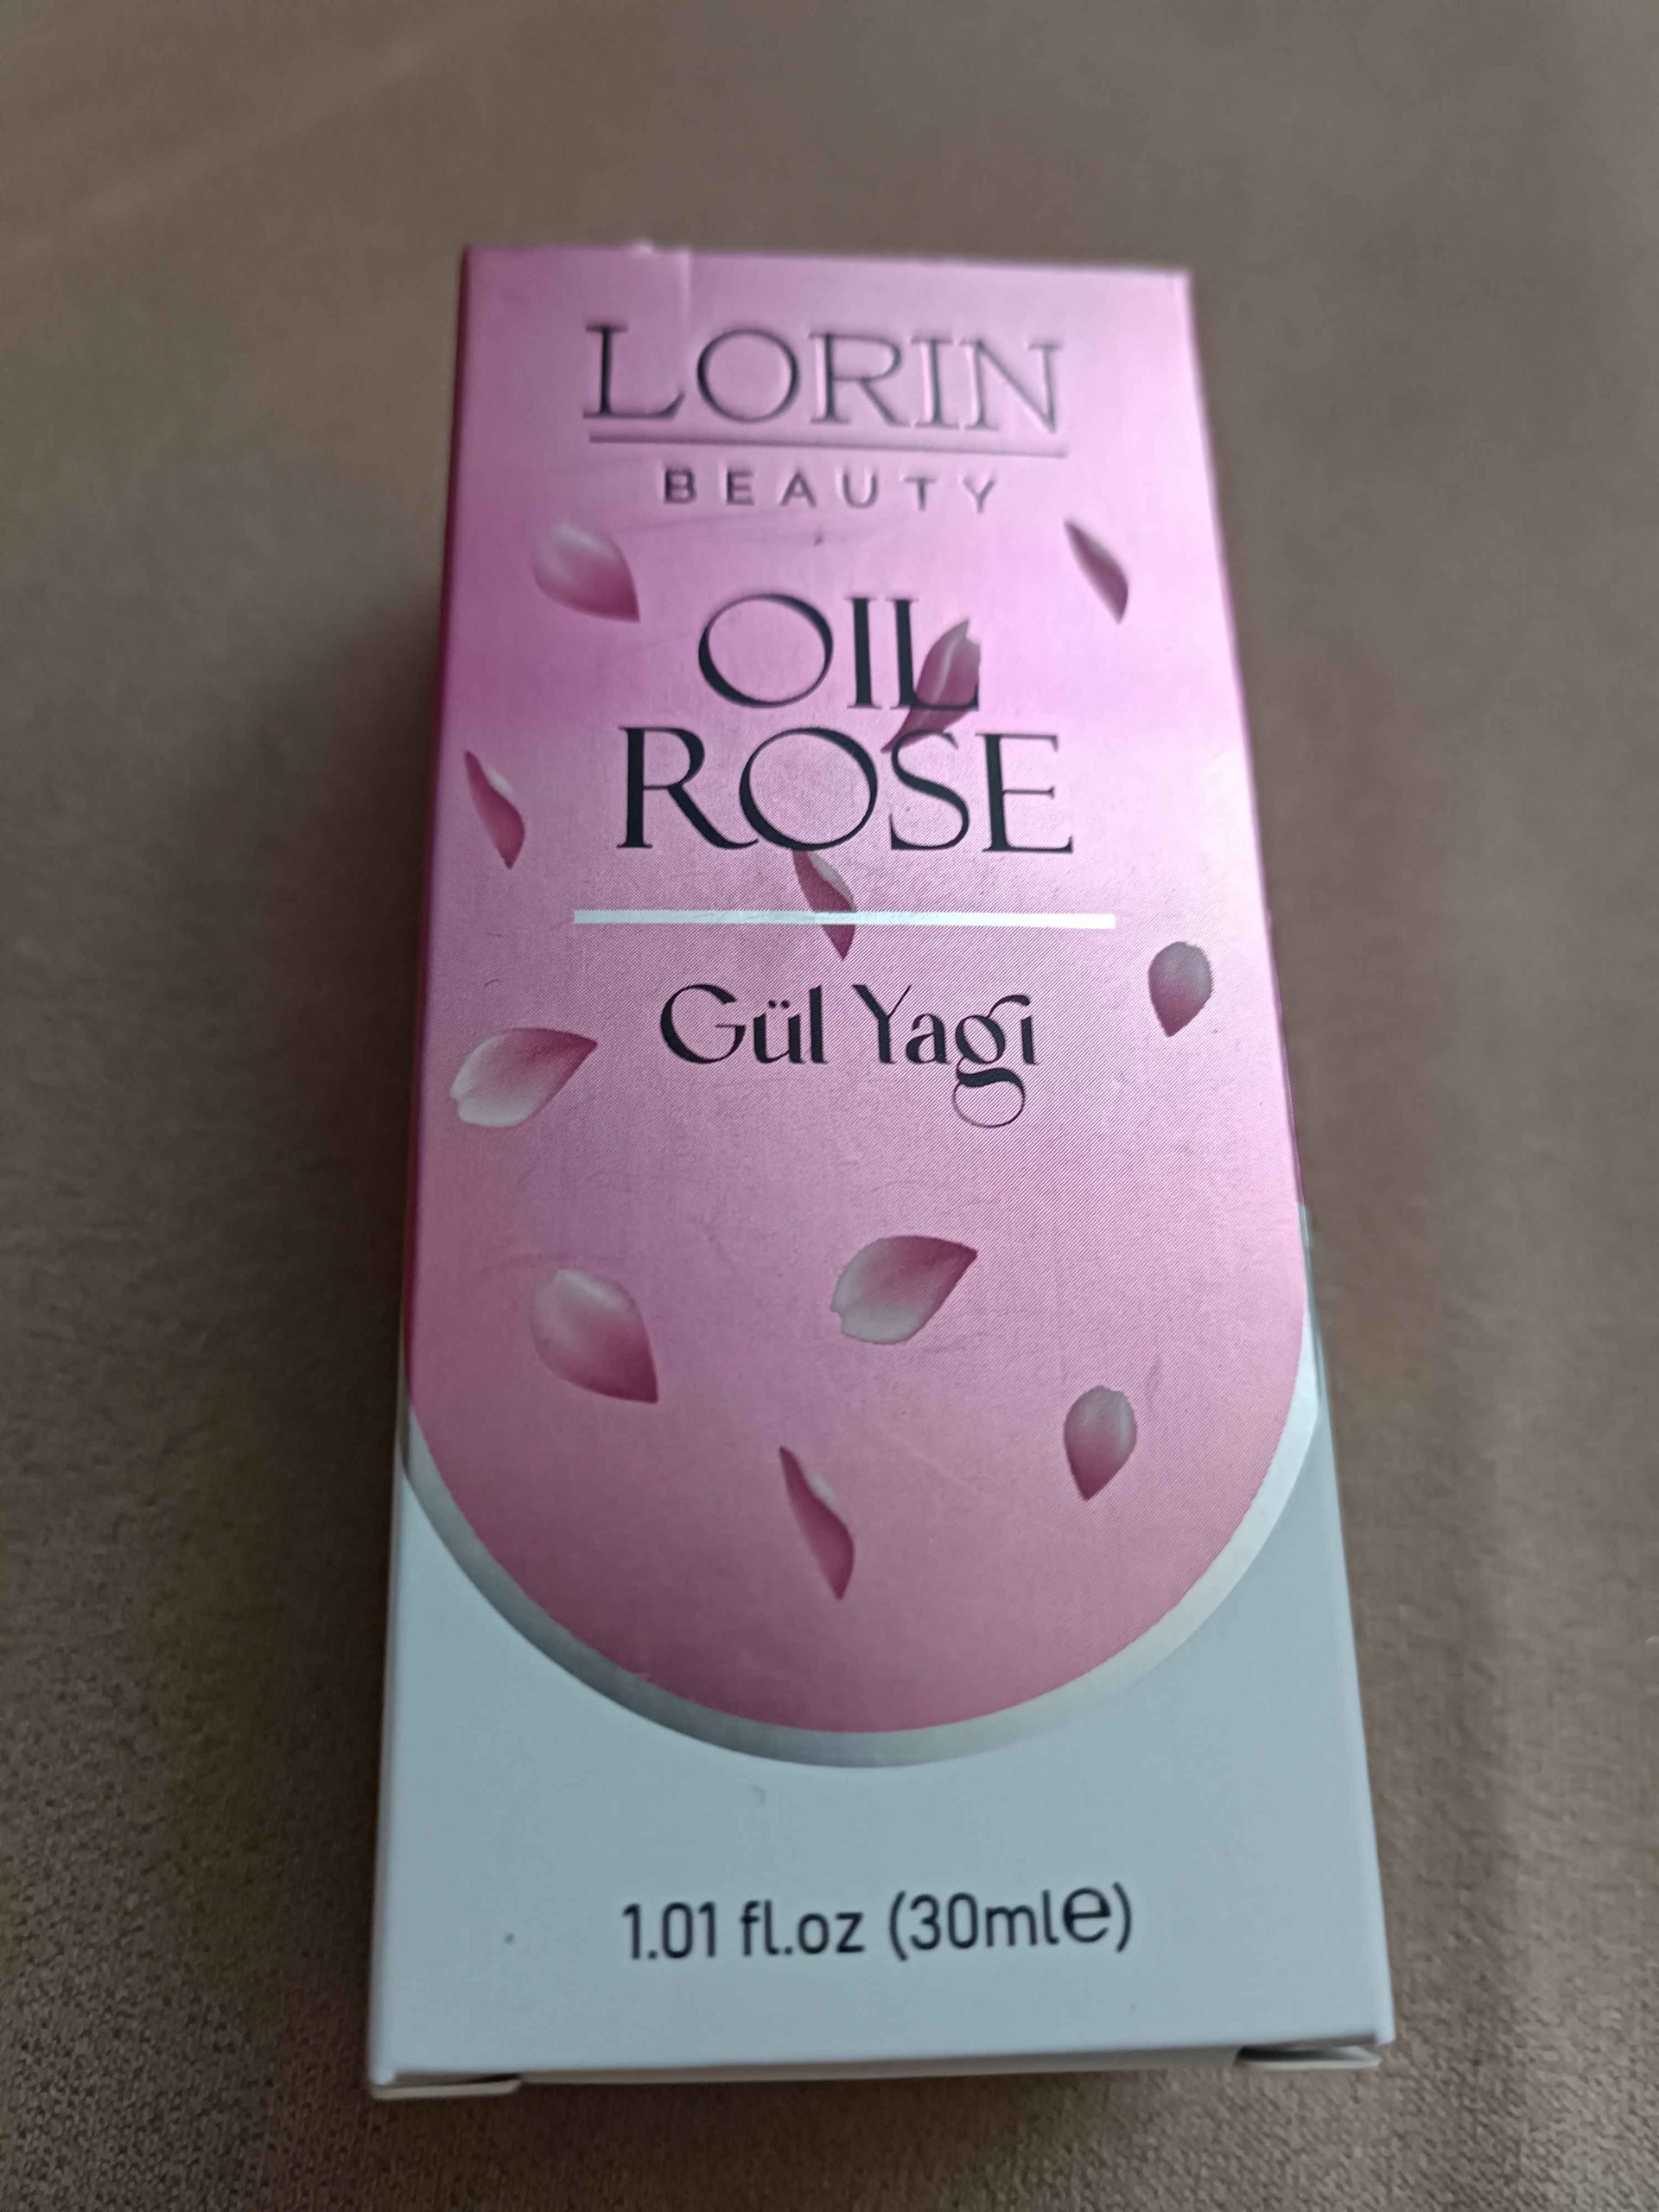 LORIN
BEAUTY
OIL
ROSE
Gül Yagi
1.01 fl.oz (30ml℮)